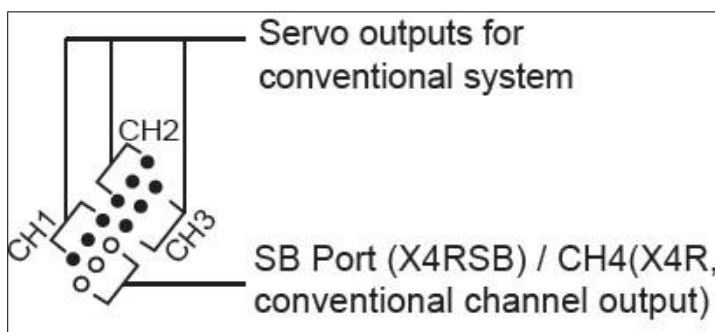 Servo outputs for
conventional system
CH2
CH1
CH3
SB Port (X4RSB) / CH4(X4R,
conventional channel output)